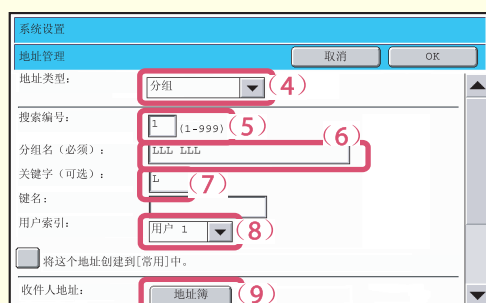 系统设置
地址管理 取消 OK
地址类型： 分组 (4)
搜索编号： 1 (1-999) (5)
分组名（必须）： LLL LLL (6)
关键字（可选）： L (7)
键名：
用户索引： 用户 1 (8)
将这个地址创建到[常用]中。
收件人地址： 地址簿 (9)